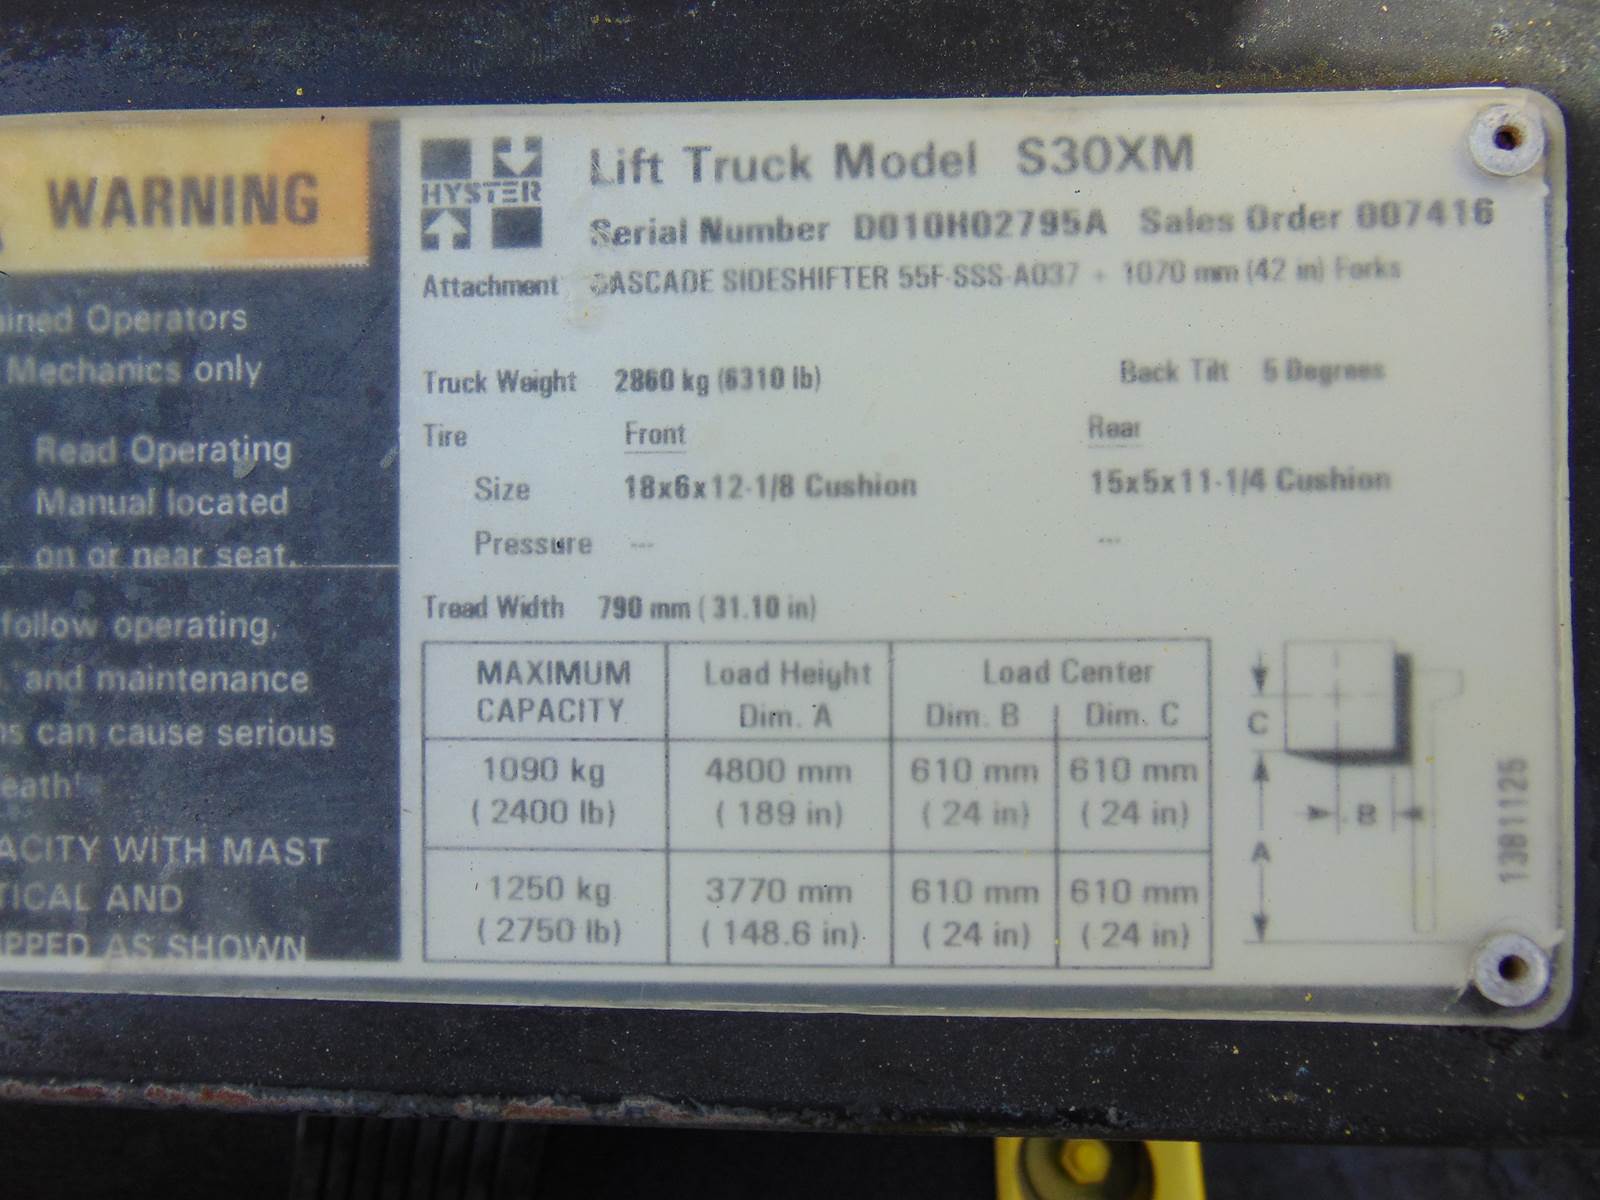 WARNING
ined Operators
Mechanics only
Read Operating
Manual located
on or near seat.
follow operating,
and maintenance
ns can cause serious
eath!
ACITY WITH MAST
TICAL AND
IPPED AS SHOWN
HYSTER
Lift Truck Model S30XM
Serial Number D010H02795A Sales Order 007416
Attachment CASCADE SIDESHIFTER 55F-SSS-A037 + 1070 mm (42 in) Forks
Truck Weight 2860 kg (6310 lb) Back Tilt 5 Degrees
Tire Front Rear
Size 18x6x12-1/8 Cushion 15x5x11-1/4 Cushion
Pressure --- ---
Tread Width 790 mm (31.10 in)
MAXIMUM Load Height Load Center
CAPACITY Dim. A Dim. B Dim. C
1090 kg 4800 mm 610 mm 610 mm
(2400 lb) (189 in) (24 in) (24 in)
1250 kg 3770 mm 610 mm 610 mm
(2750 lb) (148.6 in) (24 in) (24 in)
C
B
A
1381125